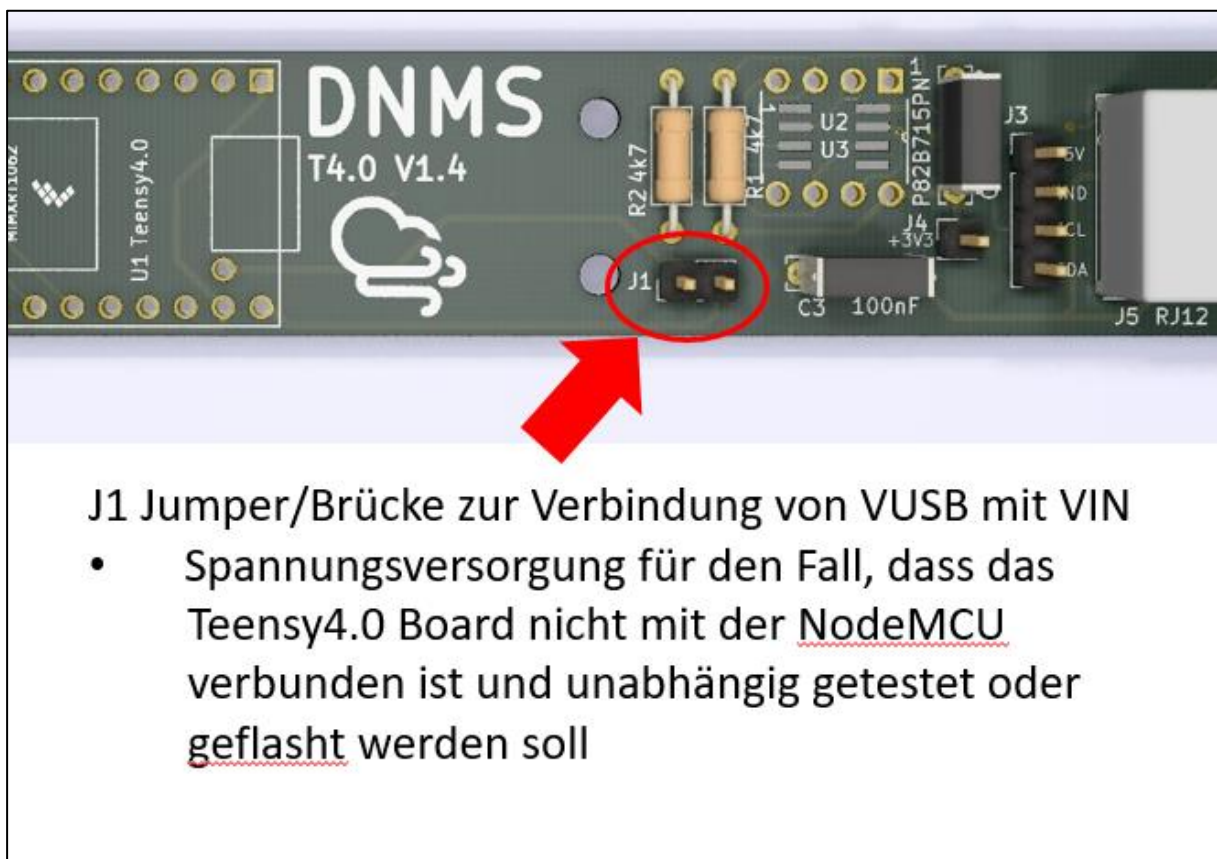 DNMS
T4.0 V1.4
MIMXRT1062
U1 Teensy4.0
R2 4k7
R1 4k7
1
U2
U3
P82B715PN
1
J3
5V
ND
CL
DA
J4
+3V3
J1
C3 100nF
J5 RJ12
J1 Jumper/Brücke zur Verbindung von VUSB mit VIN
• Spannungsversorgung für den Fall, dass das
Teensy4.0 Board nicht mit der NodeMCU
verbunden ist und unabhängig getestet oder
geflasht werden soll